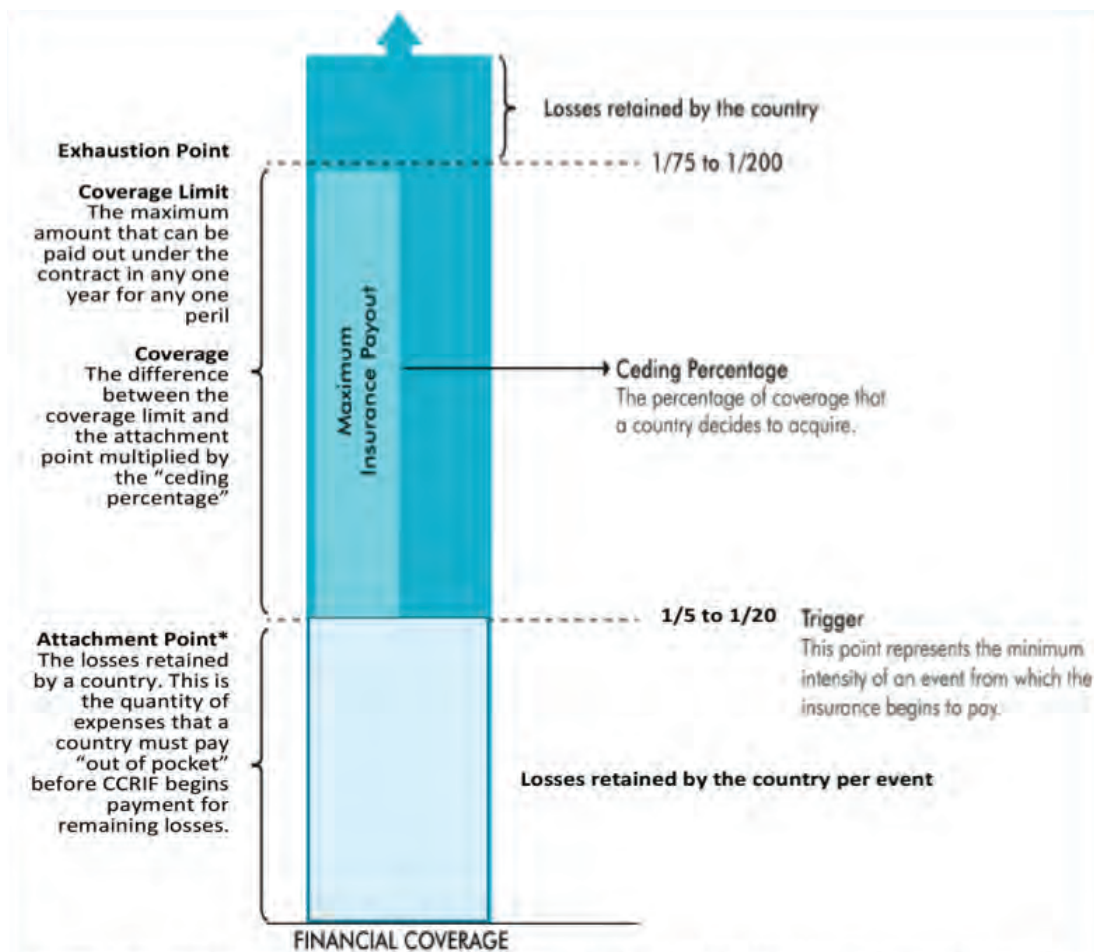 Losses retained by the country
Exhaustion Point
1/75 to 1/200
Coverage Limit
The maximum
amount that can be
paid out under the
contract in any one
year for any one
peril
Maximum
Insurance Payout
Coverage
The difference
between the
coverage limit and
the attachment
point multiplied by
the “ceding
percentage”
Ceding Percentage
The percentage of coverage that
a country decides to acquire.
1/5 to 1/20
Trigger
This point represents the minimum
intensity of an event from which the
insurance begins to pay.
Attachment Point*
The losses retained
by a country. This is
the quantity of
expenses that a
country must pay
“out of pocket”
before CCRIF begins
payment for
remaining losses.
Losses retained by the country per event
FINANCIAL COVERAGE